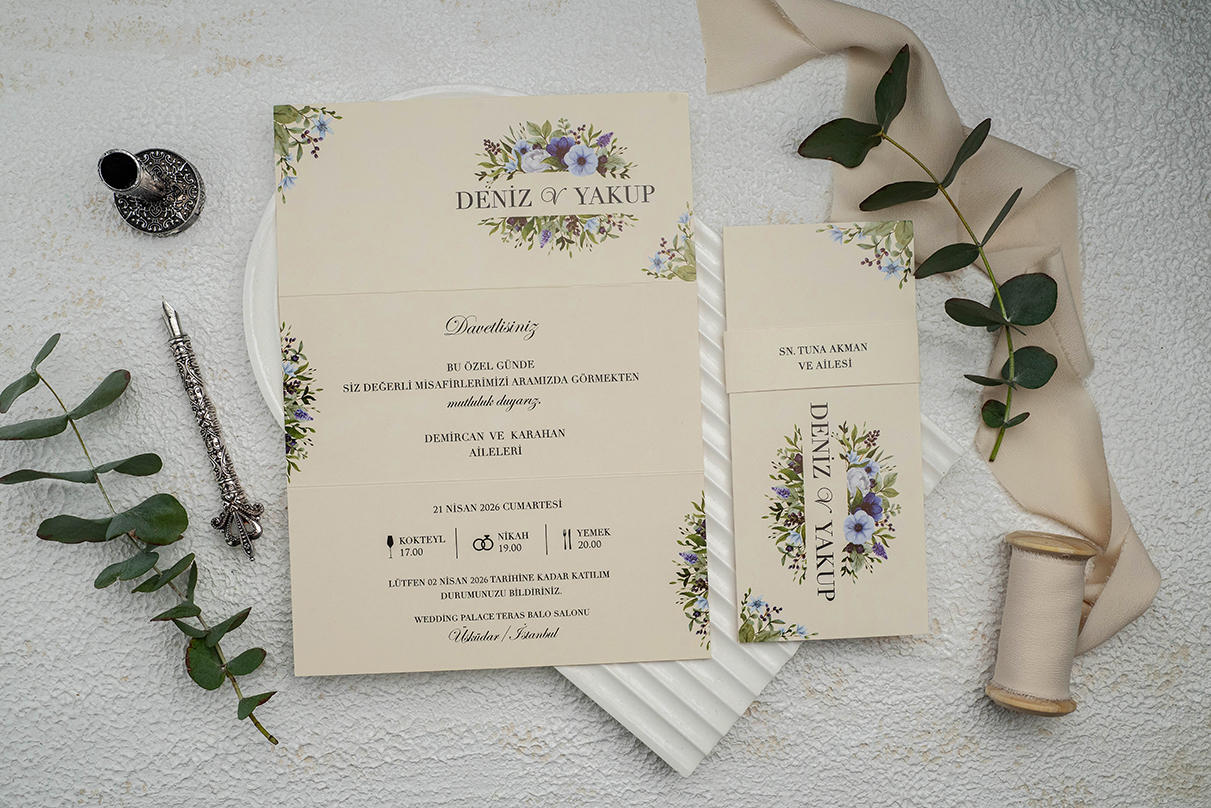 DENİZ & YAKUP
Davetlisiniz
BU ÖZEL GÜNDE
SİZ DEĞERLİ MİSAFİRLERİMİZİ ARAMIZDA GÖRMEKTEN
mutluluk duyarız.
DEMİRCAN VE KARAHAN
AİLELERİ
21 NİSAN 2026 CUMARTESİ
KOKTEYL
17.00
NİKAH
19.00
YEMEK
20.00
LÜTFEN 02 NİSAN 2026 TARİHİNE KADAR KATILIM
DURUMUNUZU BİLDİRİNİZ.
WEDDING PALACE TERAS BALO SALONU
Üsküdar / İstanbul
SN. TUNA AKMAN
VE AİLESİ
DENİZ & YAKUP